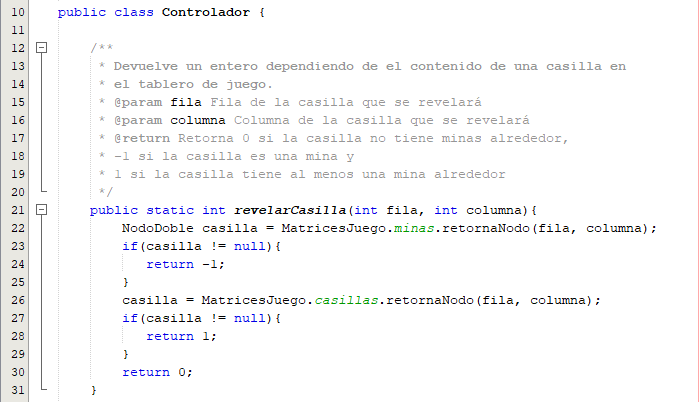 10 public class Controlador {
11
12 /**
13 * Devuelve un entero dependiendo de el contenido de una casilla en
14 * el tablero de juego.
15 * @param fila Fila de la casilla que se revelará
16 * @param columna Columna de la casilla que se revelará
17 * @return Retorna 0 si la casilla no tiene minas alrededor,
18 * -1 si la casilla es una mina y
19 * 1 si la casilla tiene al menos una mina alrededor
20 */
21 public static int revelarCasilla(int fila, int columna){
22 NodoDoble casilla = MatricesJuego.minas.retornaNodo(fila, columna);
23 if(casilla != null){
24 return -1;
25 }
26 casilla = MatricesJuego.casillas.retornaNodo(fila, columna);
27 if(casilla != null){
28 return 1;
29 }
30 return 0;
31 }